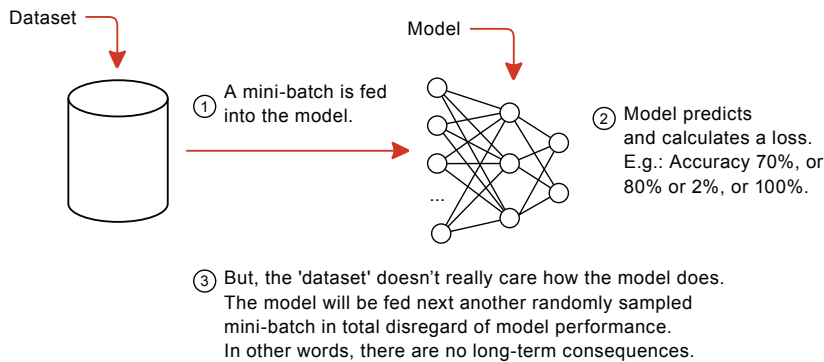 Dataset
Model
1 A mini-batch is fed
into the model.
2 Model predicts
and calculates a loss.
E.g.: Accuracy 70%, or
80% or 2%, or 100%.
...
3 But, the 'dataset' doesn’t really care how the model does.
The model will be fed next another randomly sampled
mini-batch in total disregard of model performance.
In other words, there are no long-term consequences.